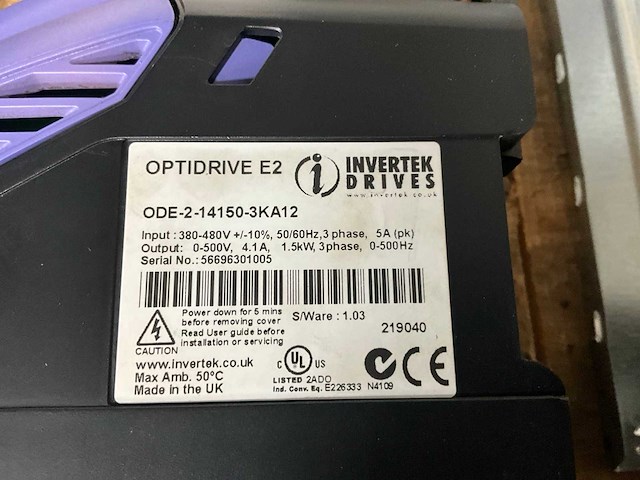 OPTIDRIVE E2
i INVERTEK
DRIVES
www.invertek.co.uk
ODE-2-14150-3KA12
Input : 380-480V +/-10%, 50/60Hz, 3 phase, 5A (pk)
Output: 0-500V, 4.1A, 1.5kW, 3 phase, 0-500Hz
Serial No.: 56696301005
Power down for 5 mins
before removing cover
Read User guide before
installation or servicing
CAUTION
S/Ware : 1.03
219040
www.invertek.co.uk
Max Amb. 50°C
Made in the UK
C UL US
LISTED 2ADO
Ind. Conv. Eq. E226333 N4109
CE